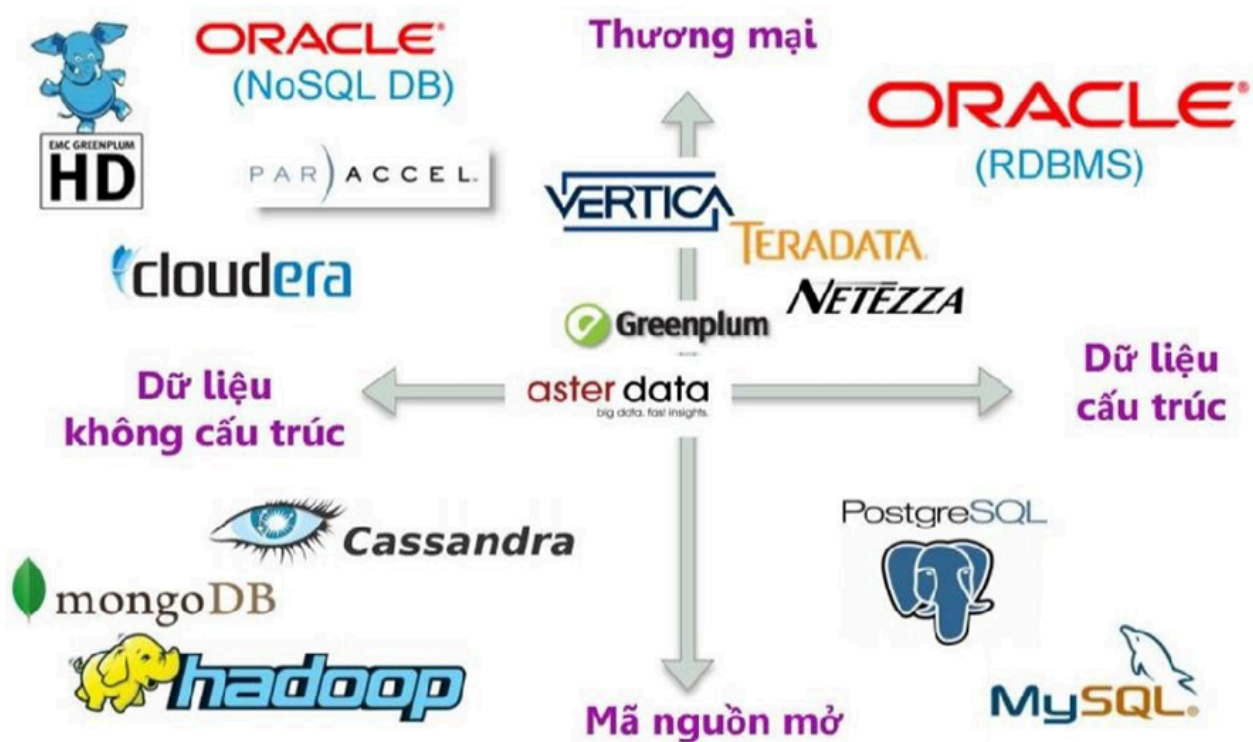 ORACLE®
(NoSQL DB)
Thương mại
ORACLE®
(RDBMS)
EMC GREENPLUM
HD
PAR)ACCEL™
VERTICA
TERADATA
NETEZZA
cloudera
Greenplum
Dữ liệu
không cấu trúc
aster data
big data. fast insights.
Dữ liệu
cấu trúc
Cassandra
PostgreSQL
mongoDB
hadoop
MySQL®
Mã nguồn mở